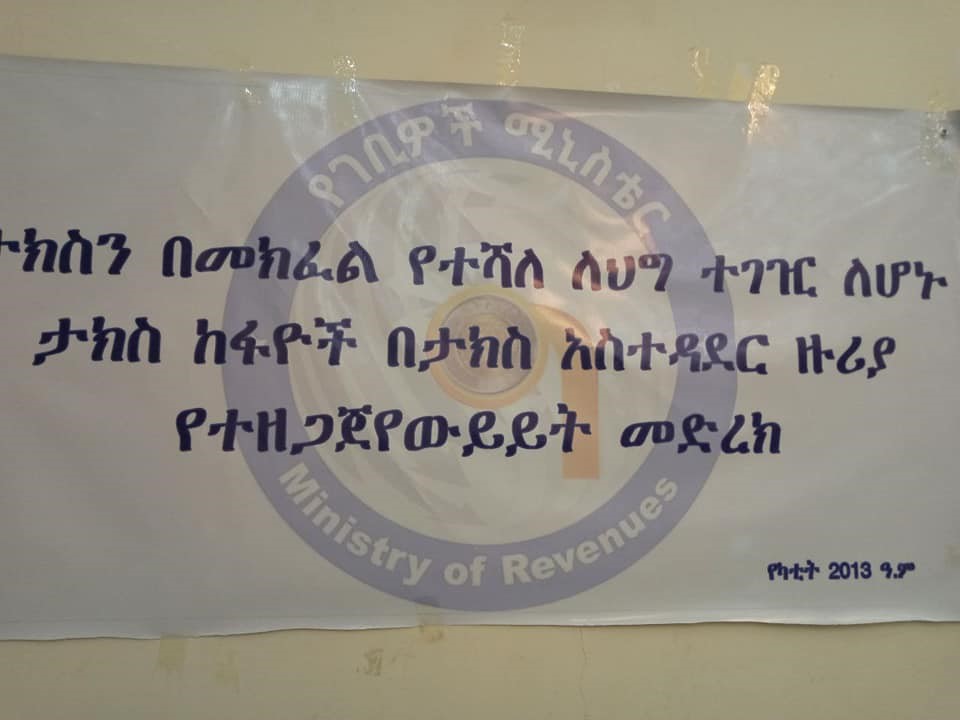 የገቢዎች ሚኒስቴር
ታክስን በመክፈል የተሻለ ለህግ ተገዢ ለሆኑ
ታክስ ከፋዮች በታክስ አስተዳደር ዙሪያ
የተዘጋጀየውይይት መድረክ
Ministry of Revenues
የካቲት 2013 ዓ.ም